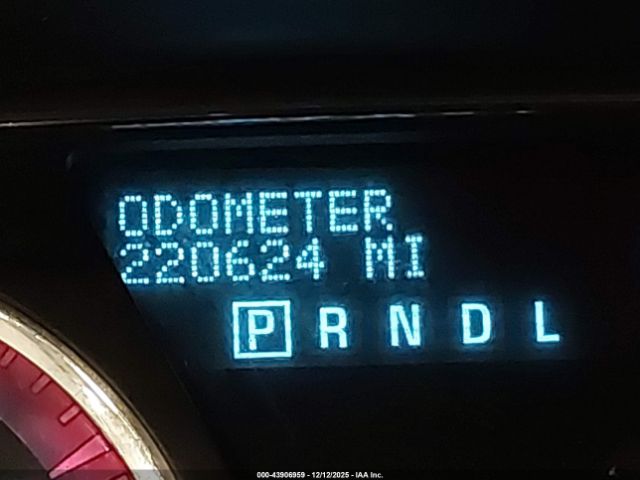 ODOMETER
220624 MI
P R N D L
000-43906959 - 12/12/2025 - IAA Inc.